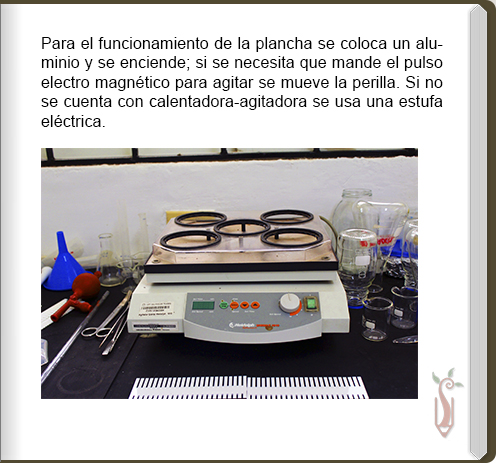 Para el funcionamiento de la plancha se coloca un alu-
minio y se enciende; si se necesita que mande el pulso
electro magnético para agitar se mueve la perilla. Si no
se cuenta con calentadora-agitadora se usa una estufa
eléctrica.